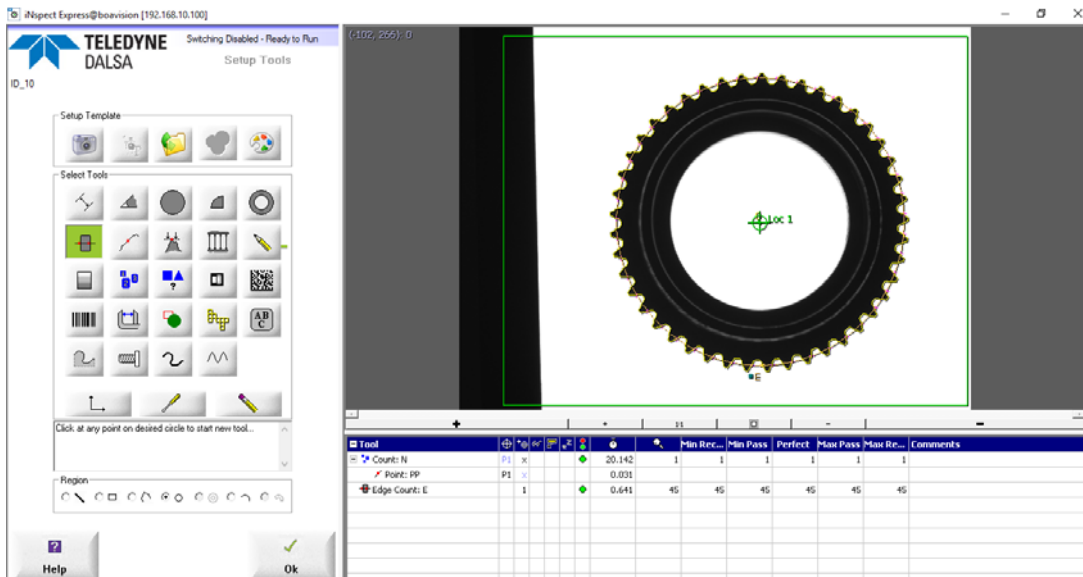 iNspect Express@boavision [192.168.10.100]
TELEDYNE
DALSA
Switching Disabled - Ready to Run
Setup Tools
ID_10
Setup Template
Select Tools
AB
C
Click at any point on desired circle to start new tool...
Region
Help
Ok
(-102, 266): 0
Loc 1
E
1:1
Tool Min Rec... Min Pass Perfect Max Pass Max Re... Comments
Count: N P1 x 20.142 1 1 1 1 1
Point: PP P1 x 0.031
Edge Count: E 1 0.641 45 45 45 45 45